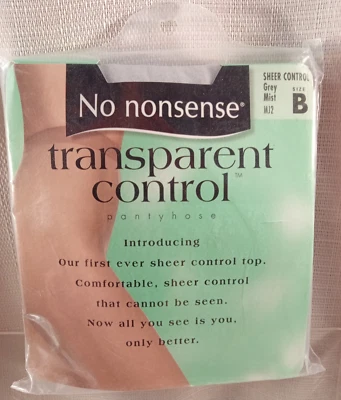 SHEER CONTROL
Grey
Mist
MJ2
SIZE
B
No nonsense®
transparent
control™
pantyhose
Introducing
Our first ever sheer control top.
Comfortable, sheer control
that cannot be seen.
Now all you see is you,
only better.